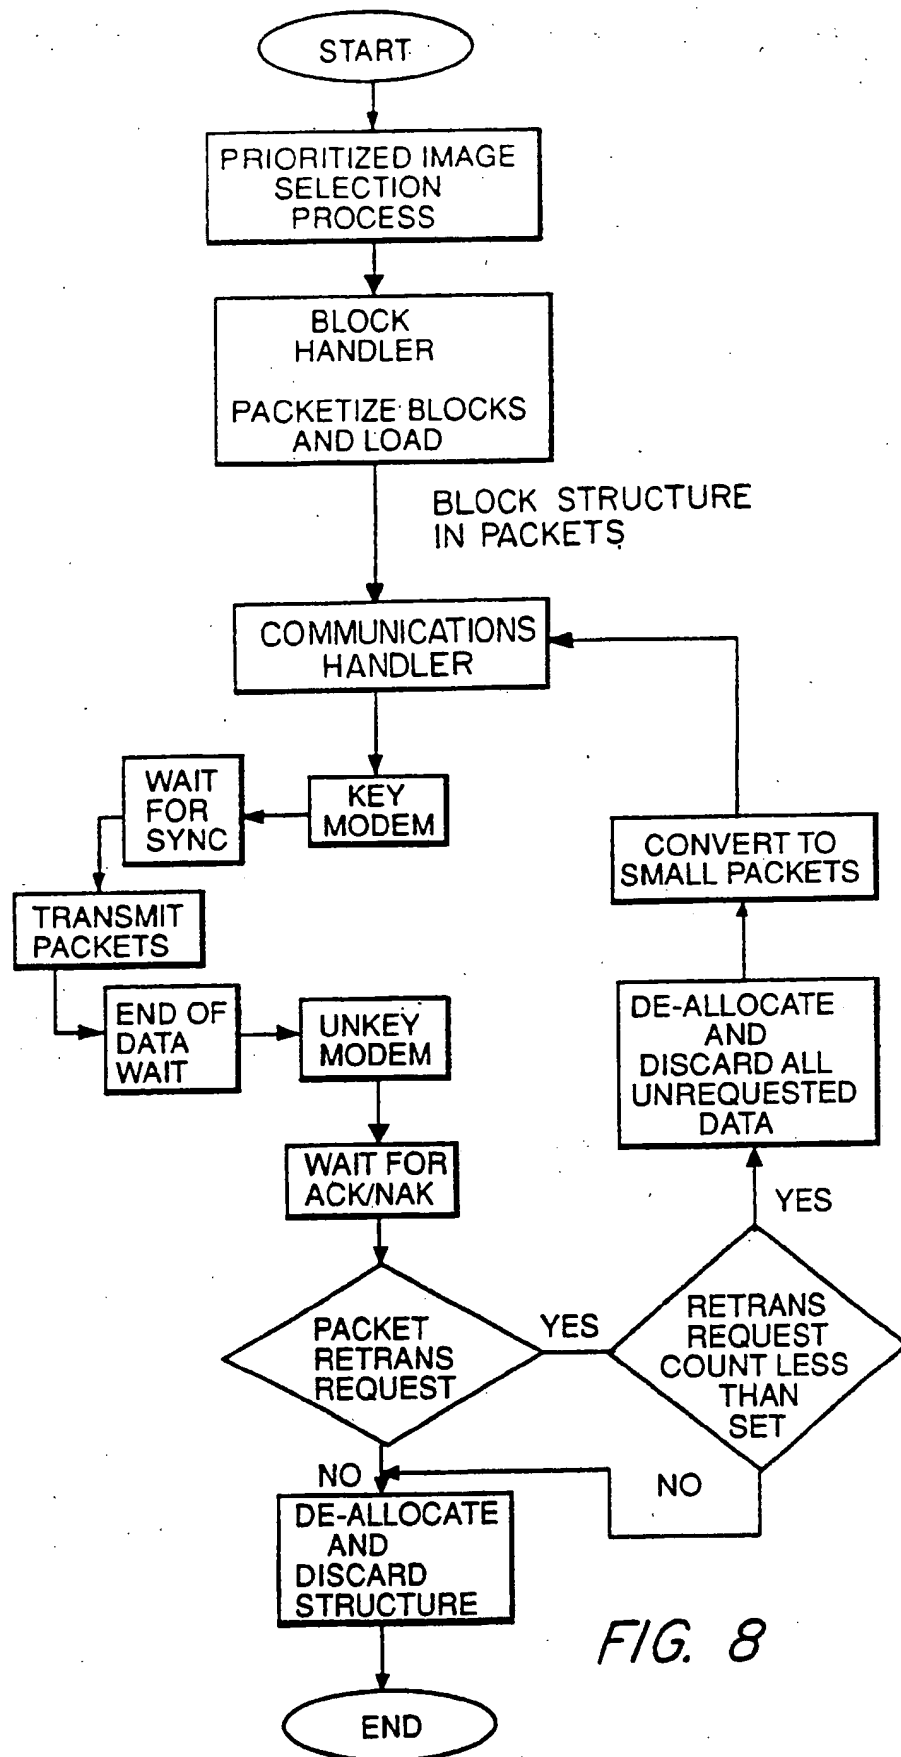 START
PRIORITIZED IMAGE
SELECTION
PROCESS
BLOCK
HANDLER
PACKETIZE BLOCKS
AND LOAD
BLOCK STRUCTURE
IN PACKETS
COMMUNICATIONS
HANDLER
KEY
MODEM
WAIT
FOR
SYNC
TRANSMIT
PACKETS
END OF
DATA
WAIT
UNKEY
MODEM
WAIT FOR
ACK/NAK
PACKET
RETRANS
REQUEST
YES
RETRANS
REQUEST
COUNT LESS
THAN
SET
YES
DE-ALLOCATE
AND
DISCARD ALL
UNREQUESTED
DATA
CONVERT TO
SMALL PACKETS
NO
NO
DE-ALLOCATE
AND
DISCARD
STRUCTURE
END
FIG. 8